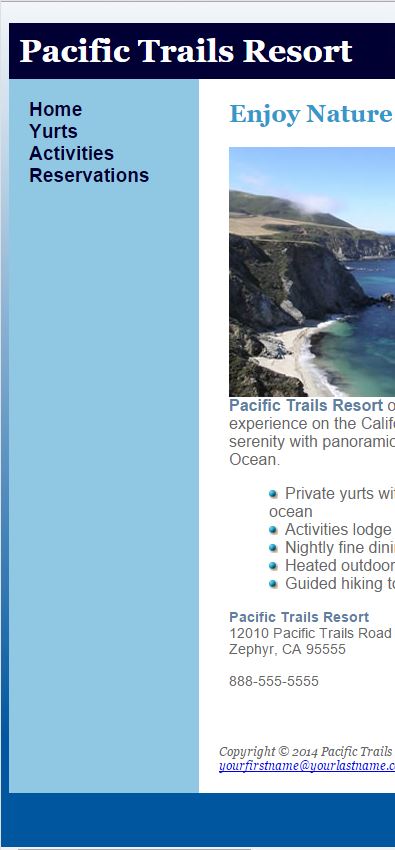 Pacific Trails Resort
Home
Yurts
Activities
Reservations
Enjoy Nature
Pacific Trails Resort o
experience on the Calif
serenity with panoramic
Ocean.
Private yurts wit
ocean
Activities lodge
Nightly fine dini
Heated outdoor
Guided hiking to
Pacific Trails Resort
12010 Pacific Trails Road
Zephyr, CA 95555
888-555-5555
Copyright © 2014 Pacific Trails
yourfirstname@yourlastname.c